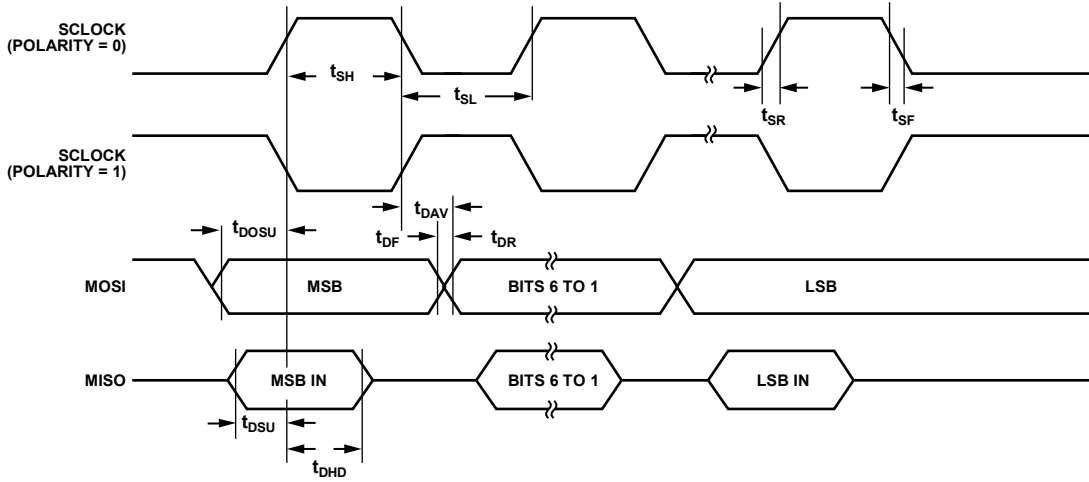 SCLOCK
(POLARITY = 0)
tSH
tSL
tSR
tSF
SCLOCK
(POLARITY = 1)
tDAV
tDOSU
tDF
tDR
MOSI
MSB
BITS 6 TO 1
LSB
MISO
MSB IN
BITS 6 TO 1
LSB IN
tDSU
tDHD